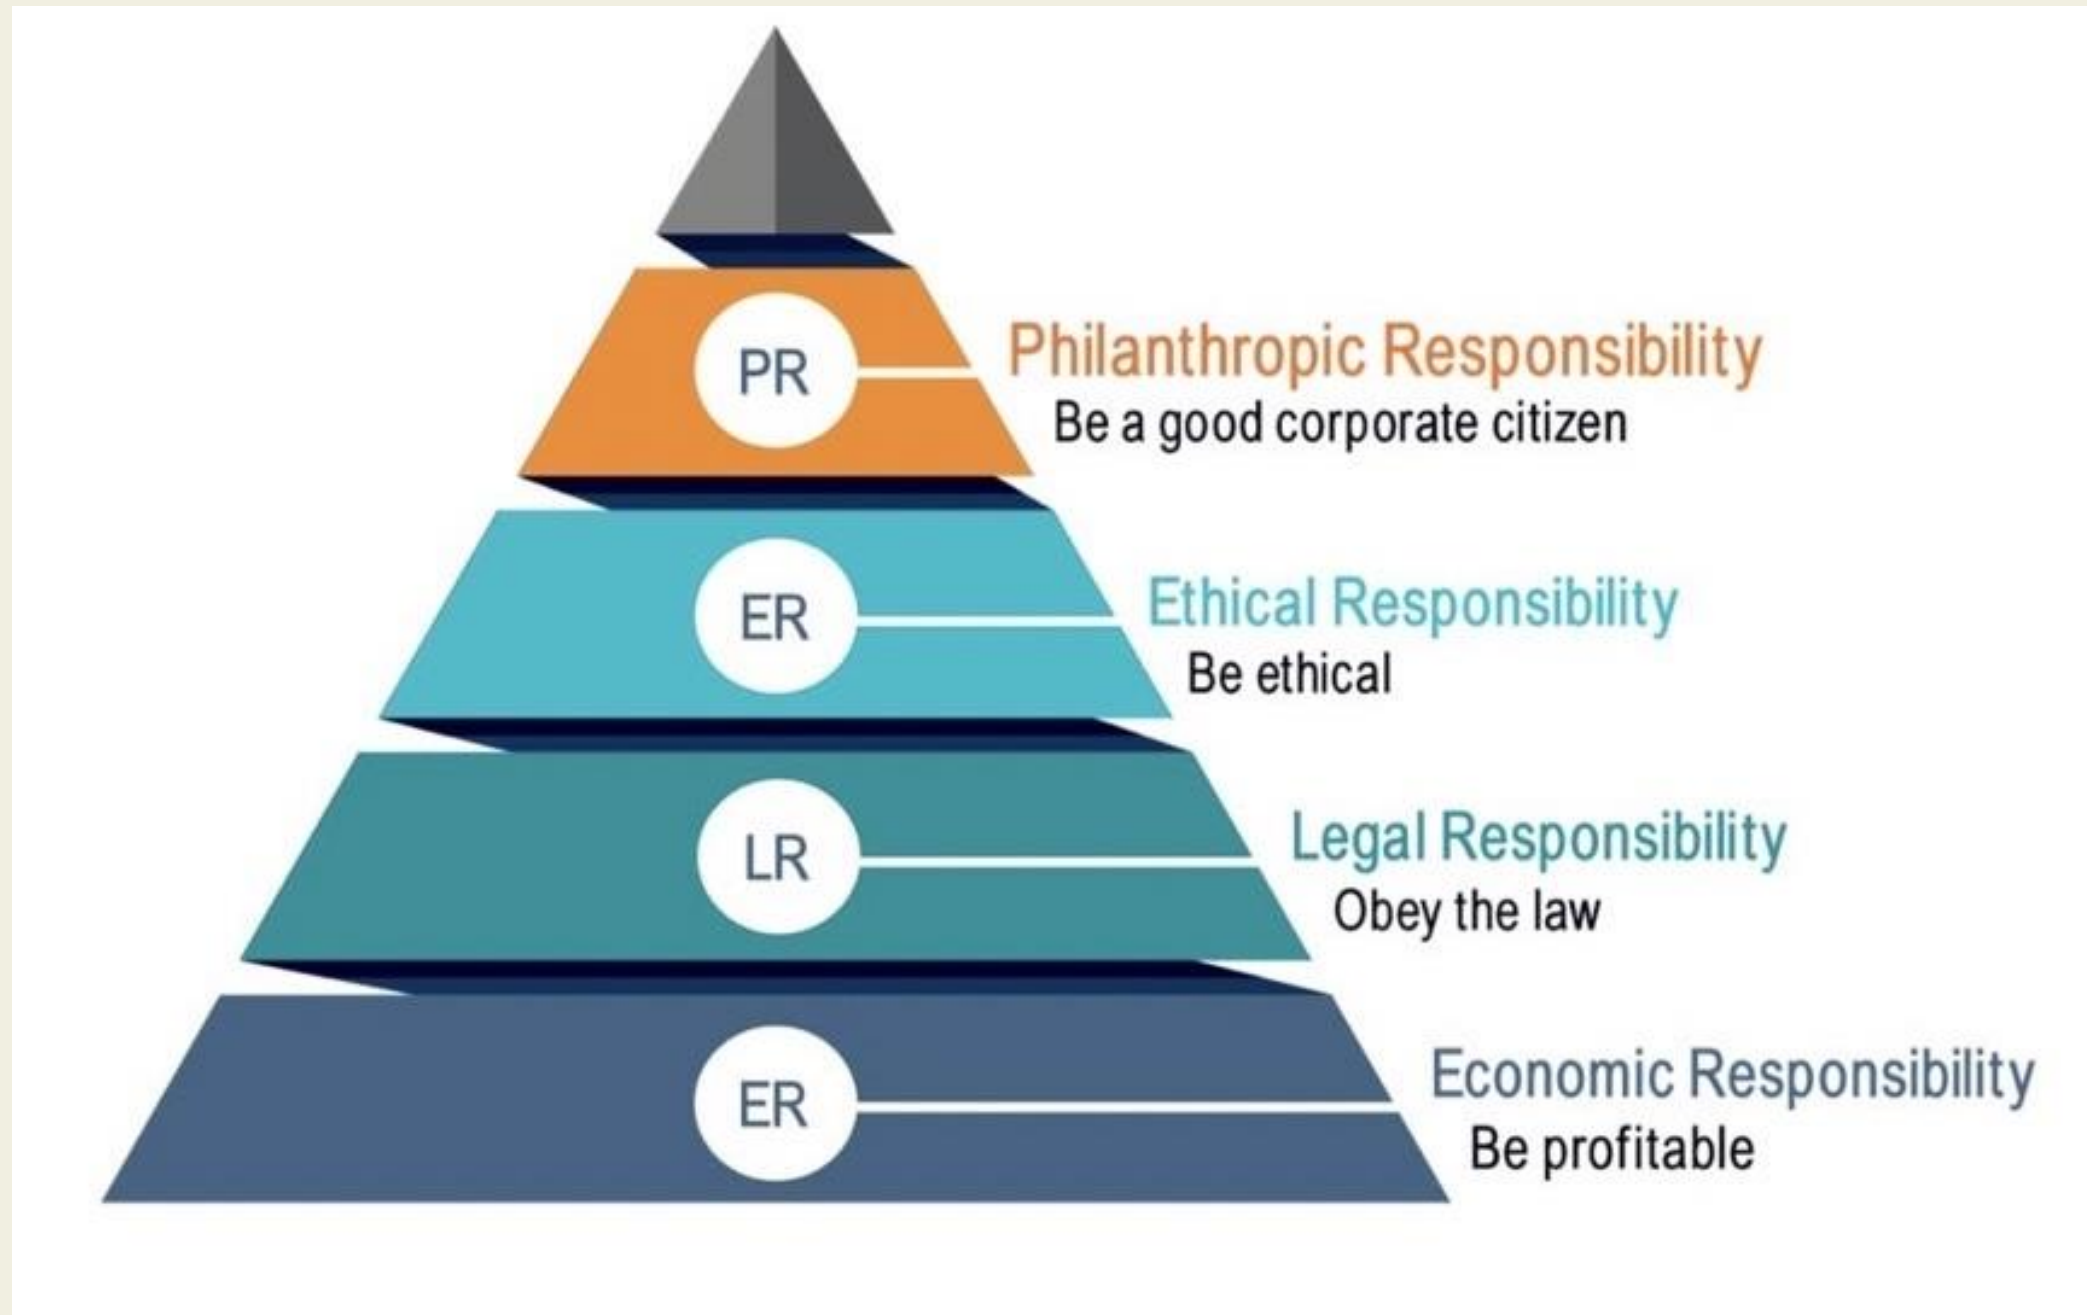 PR
Philanthropic Responsibility
Be a good corporate citizen
ER
Ethical Responsibility
Be ethical
LR
Legal Responsibility
Obey the law
ER
Economic Responsibility
Be profitable